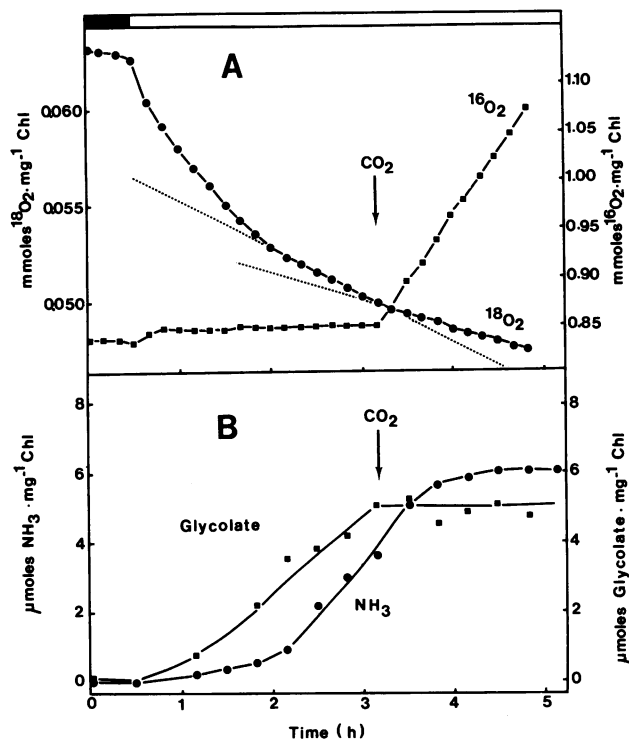 A
0.060
0.055
0.050
mmoles ¹⁸O₂·mg⁻¹ Chl
1.10
1.05
1.00
0.95
0.90
0.85
mmoles ¹⁶O₂·mg⁻¹ Chl
¹⁶O₂
CO₂
¹⁸O₂
B
8
6
4
2
0
μmoles NH₃·mg⁻¹ Chl
8
6
4
2
0
μmoles Glycolate·mg⁻¹ Chl
CO₂
Glycolate
NH₃
0
1
2
3
4
5
Time (h)